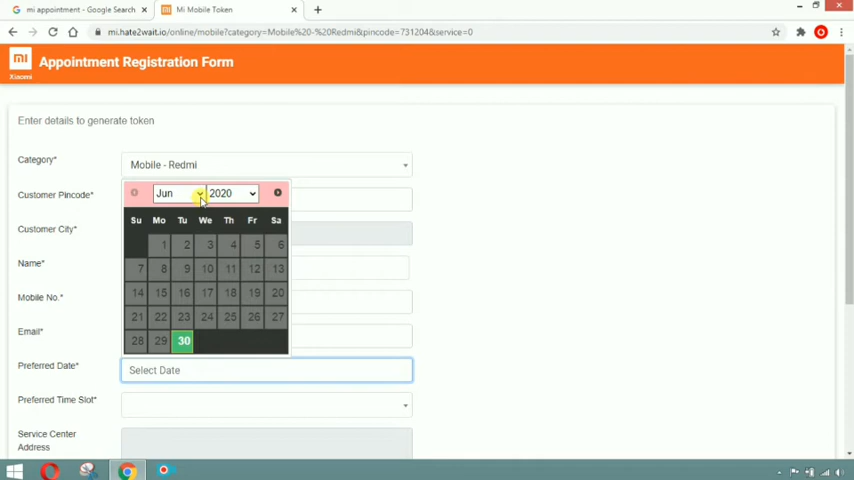 mi appointment - Google Search
Mi Mobile Token
mi.hate2wait.io/online/mobile?category=Mobile%20-%20Redmi&pincode=731204&service=0
mi
Xiaomi
Appointment Registration Form
Enter details to generate token
Category*
Mobile - Redmi
Customer Pincode*
Jun 2020
Su Mo Tu We Th Fr Sa
1 2 3 4 5 6
7 8 9 10 11 12 13
14 15 16 17 18 19 20
21 22 23 24 25 26 27
28 29 30
Customer City*
Name*
Mobile No.*
Email*
Preferred Date*
Select Date
Preferred Time Slot*
Service Center
Address